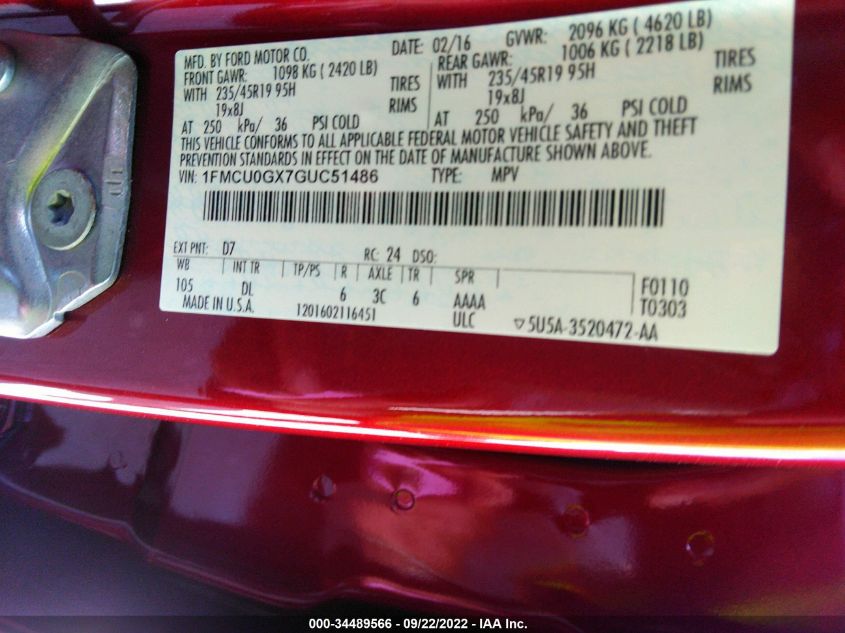 MFD. BY FORD MOTOR CO.
DATE: 02/16 GVWR: 2096 KG ( 4620 LB)
FRONT GAWR: 1098 KG ( 2420 LB)
REAR GAWR: 1006 KG ( 2218 LB)
WITH 235/45R19 95H TIRES
WITH 235/45R19 95H TIRES
19x8J RIMS
19x8J RIMS
AT 250 kPa/ 36 PSI COLD
AT 250 kPa/ 36 PSI COLD
THIS VEHICLE CONFORMS TO ALL APPLICABLE FEDERAL MOTOR VEHICLE SAFETY AND THEFT
PREVENTION STANDARDS IN EFFECT ON THE DATE OF MANUFACTURE SHOWN ABOVE.
VIN: 1FMCU0GX7GUC51486 TYPE: MPV
EXT PNT: D7 RC: 24 DSO:
WB INT TR TP/PS R AXLE TR SPR
105 DL 6 3C 6 AAAA
F0110
T0303
MADE IN U.S.A. 1201602116451 ULC ▽5U5A-3520472-AA
000-34489566 - 09/22/2022 - IAA Inc.